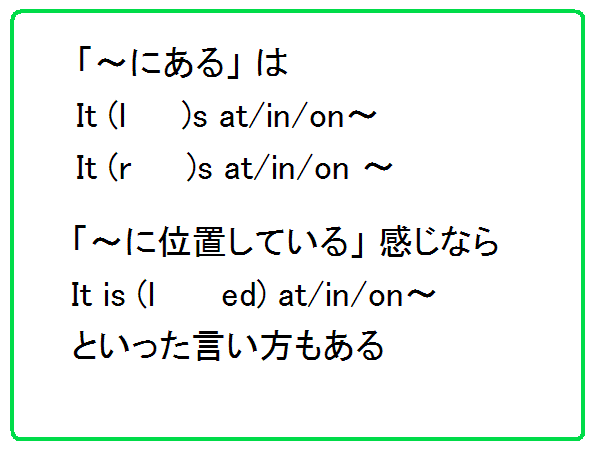 「～にある」は
It (l　　)s at/in/on～
It (r　　)s at/in/on ～
「～に位置している」感じなら
It is (l　　ed) at/in/on～
といった言い方もある